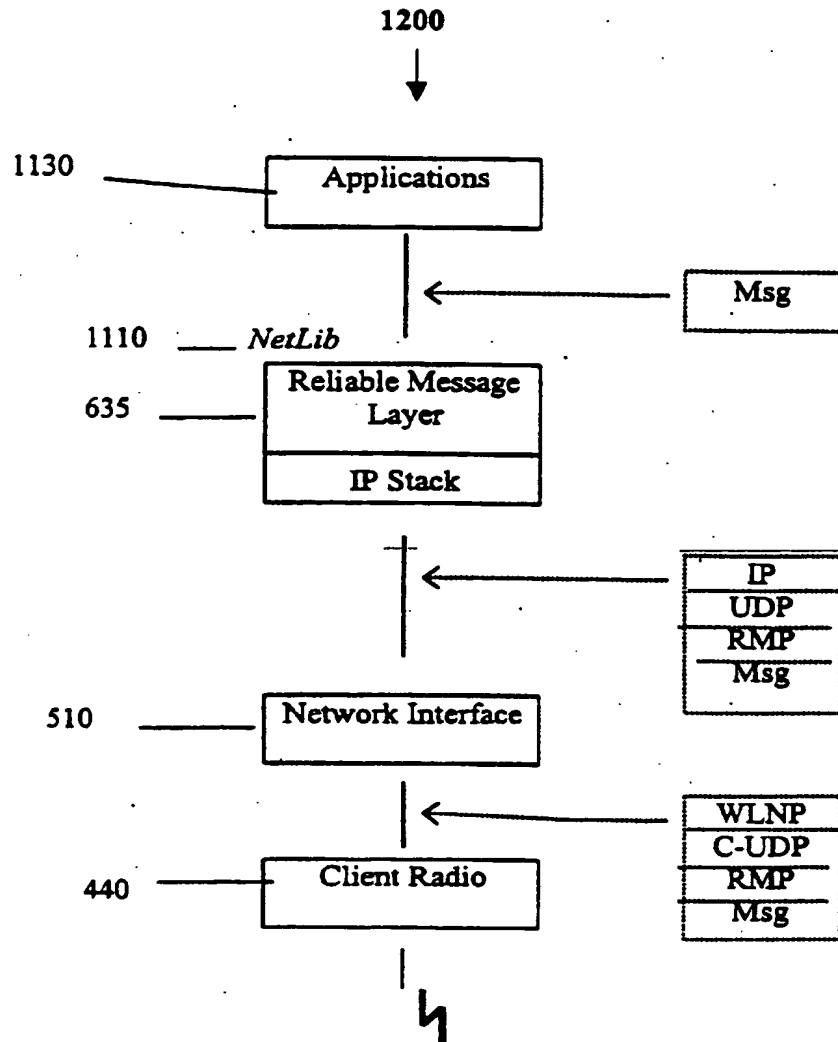 1200
1130
Applications
Msg
1110
NetLib
Reliable Message
Layer
635
IP Stack
IP
UDP
RMP
Msg
510
Network Interface
WLNP
C-UDP
RMP
Msg
440
Client Radio